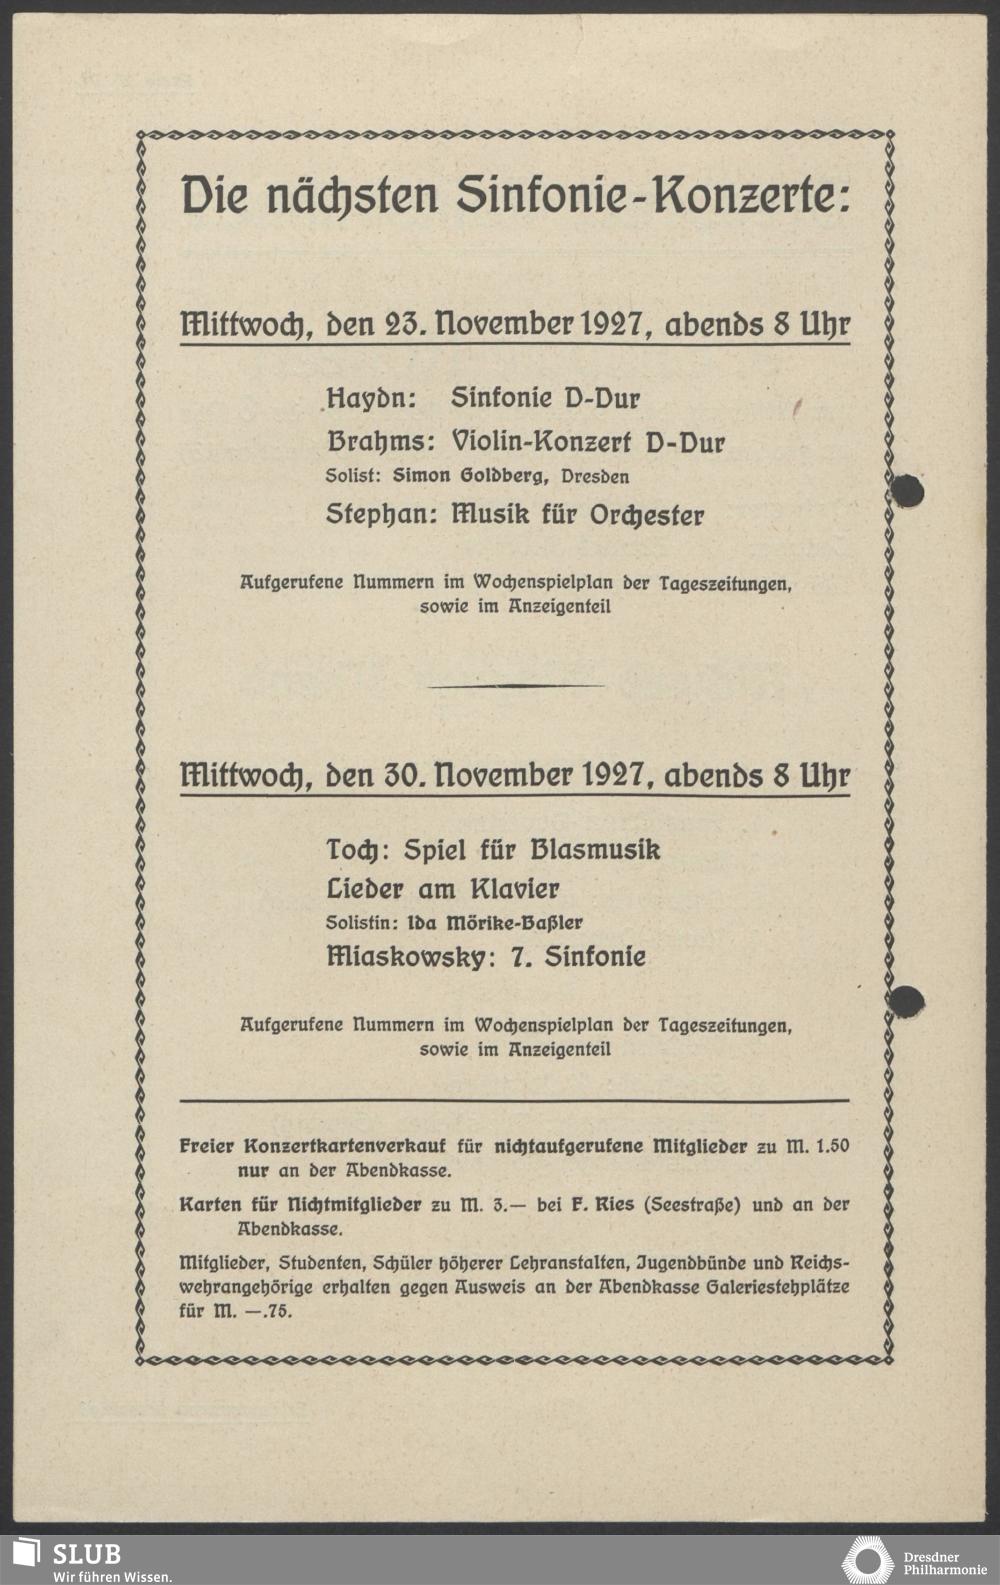 Die nächsten Sinfonie-Konzerte:
Mittwoch, den 23. November 1927, abends 8 Uhr
Haydn: Sinfonie D-Dur
Brahms: Violin-Konzert D-Dur
Solist: Simon Goldberg, Dresden
Stephan: Musik für Orchester
Aufgerufene Nummern im Wochenspielplan der Tageszeitungen,
sowie im Anzeigenteil
Mittwoch, den 30. November 1927, abends 8 Uhr
Toch: Spiel für Blasmusik
Lieder am Klavier
Solistin: Ida Mörike-Baßler
Miaskowsky: 7. Sinfonie
Aufgerufene Nummern im Wochenspielplan der Tageszeitungen,
sowie im Anzeigenteil
Freier Konzertkartenverkauf für nichtaufgerufene Mitglieder zu M. 1.50
nur an der Abendkasse.
Karten für Nichtmitglieder zu M. 3.— bei F. Ries (Seestraße) und an der
Abendkasse.
Mitglieder, Studenten, Schüler höherer Lehranstalten, Jugendbünde und Reichs-
wehrangehörige erhalten gegen Ausweis an der Abendkasse Galeriestehplätze
für M. —.75.
SLUB
Wir führen Wissen.
Dresdner
Philharmonie